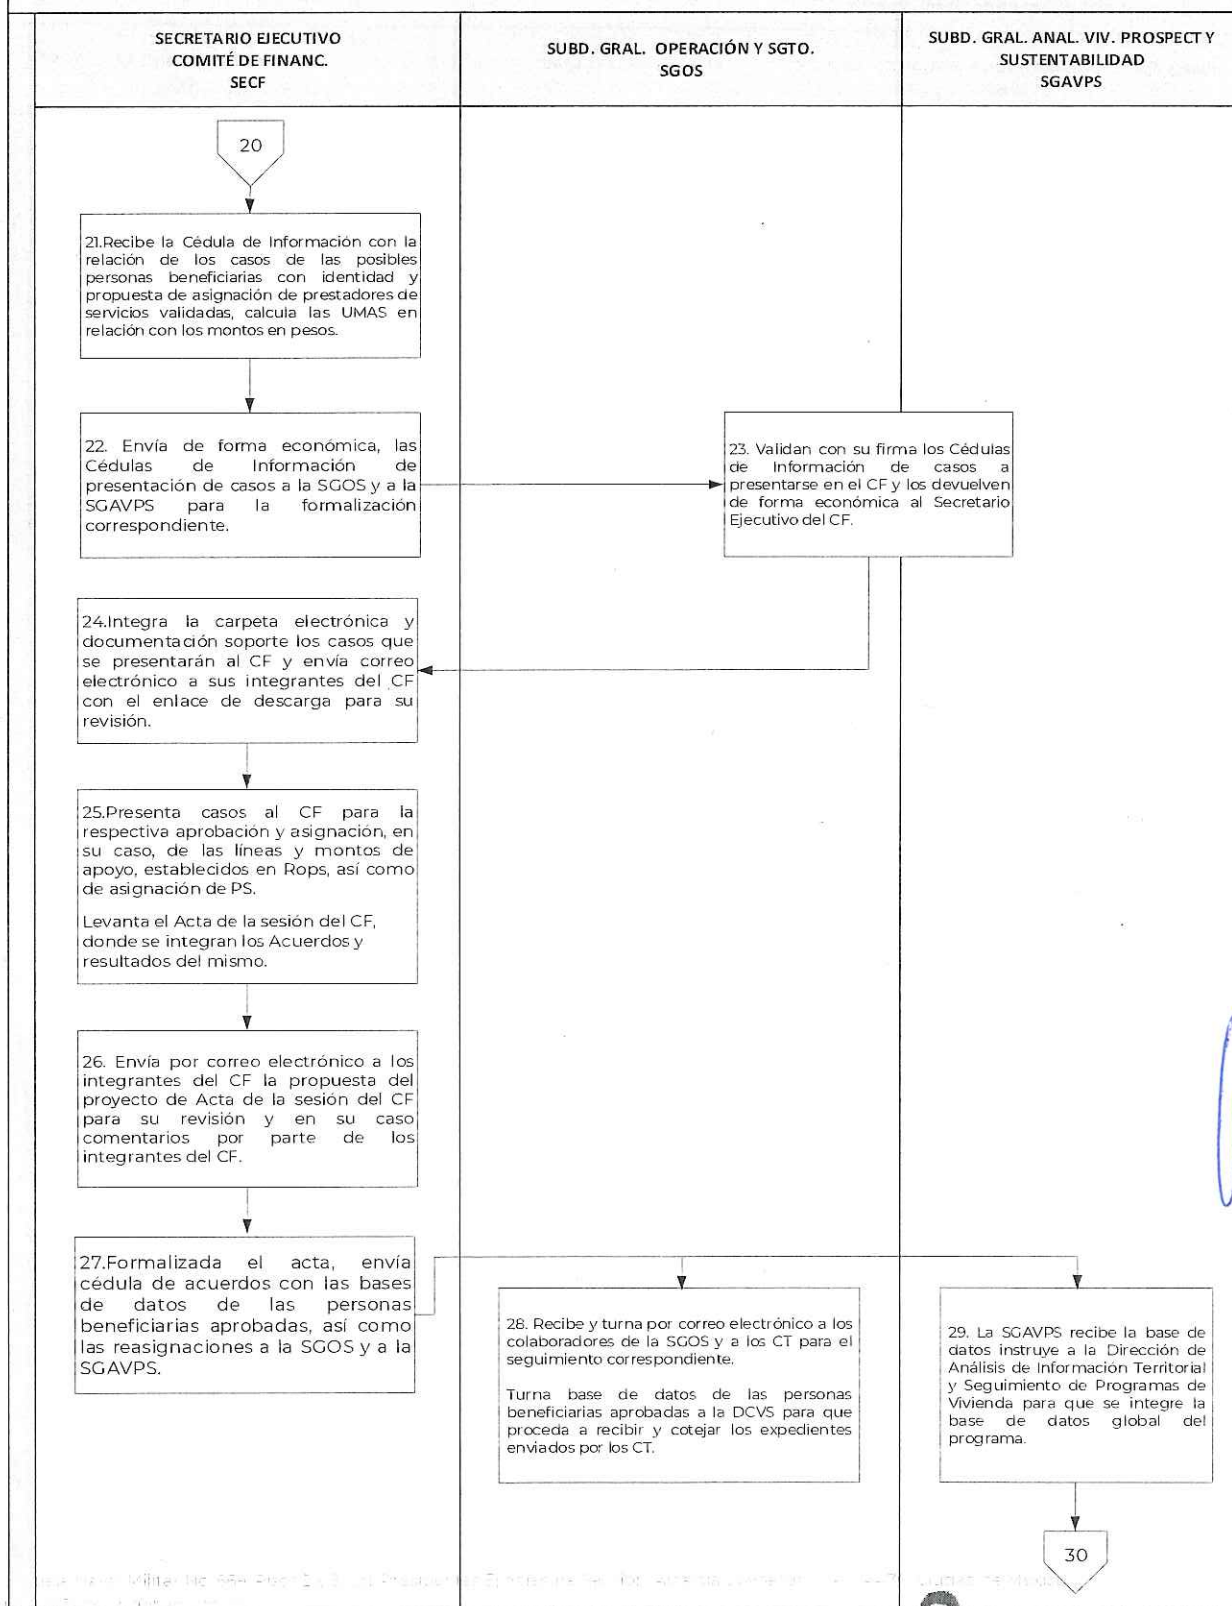 SECRETARIO EJECUTIVO
COMITÉ DE FINANC.
SECF
SUBD. GRAL. OPERACIÓN Y SGTO.
SGOS
SUBD. GRAL. ANAL. VIV. PROSPECT Y
SUSTENTABILIDAD
SGAVPS
20
21.Recibe la Cédula de Información con la
relación de los casos de las posibles
personas beneficiarias con identidad y
propuesta de asignación de prestadores de
servicios validadas, calcula las UMAS en
relación con los montos en pesos.
22. Envía de forma económica, las
Cédulas de Información de
presentación de casos a la SGOS y a la
SGAVPS para la formalización
correspondiente.
23. Validan con su firma los Cédulas
de Información de casos a
presentarse en el CF y los devuelven
de forma económica al Secretario
Ejecutivo del CF.
24.Integra la carpeta electrónica y
documentación soporte los casos que
se presentarán al CF y envía correo
electrónico a sus integrantes del CF
con el enlace de descarga para su
revisión.
25.Presenta casos al CF para la
respectiva aprobación y asignación, en
su caso, de las líneas y montos de
apoyo, establecidos en Rops, así como
de asignación de PS.
Levanta el Acta de la sesión del CF,
donde se integran los Acuerdos y
resultados del mismo.
26. Envía por correo electrónico a los
integrantes del CF la propuesta del
proyecto de Acta de la sesión del CF
para su revisión y en su caso
comentarios por parte de los
integrantes del CF.
27.Formalizada el acta, envía
cédula de acuerdos con las bases
de datos de las personas
beneficiarias aprobadas, así como
las reasignaciones a la SGOS y a la
SGAVPS.
28. Recibe y turna por correo electrónico a los
colaboradores de la SGOS y a los CT para el
seguimiento correspondiente.
Turna base de datos de las personas
beneficiarias aprobadas a la DCVS para que
proceda a recibir y cotejar los expedientes
enviados por los CT.
29. La SGAVPS recibe la base de
datos instruye a la Dirección de
Análisis de Información Territorial
y Seguimiento de Programas de
Vivienda para que se integre la
base de datos global del
programa.
30